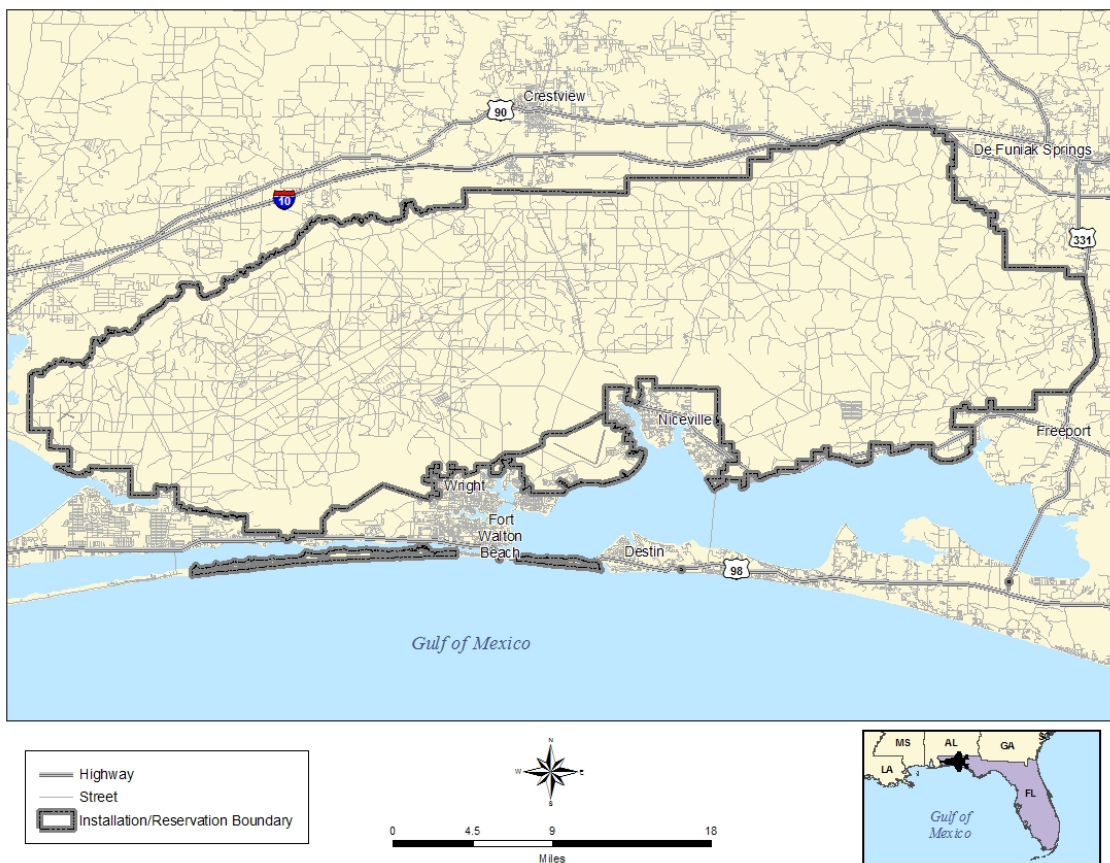 Crestview
90
De Funiak Springs
10
331
Niceville
Freeport
Wright
Fort
Walton
Beach
Destin
98
Gulf of Mexico
Highway
Street
Installation/Reservation Boundary
N
W
E
S
0
4.5
9
18
Miles
MS
AL
GA
LA
FL
Gulf of
Mexico